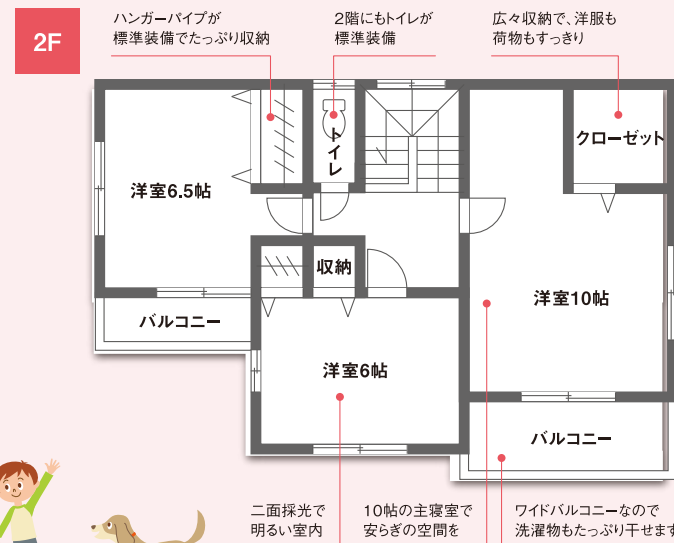 2F
ハンガーパイプが
標準装備でたっぷり収納
2階にもトイレが
標準装備
広々収納で、洋服も
荷物もすっきり
トイレ
クローゼット
洋室6.5帖
収納
洋室10帖
バルコニー
洋室6帖
バルコニー
二面採光で
明るい室内
10帖の主寝室で
安らぎの空間を
ワイドバルコニーなので
洗濯物もたっぷり干せます